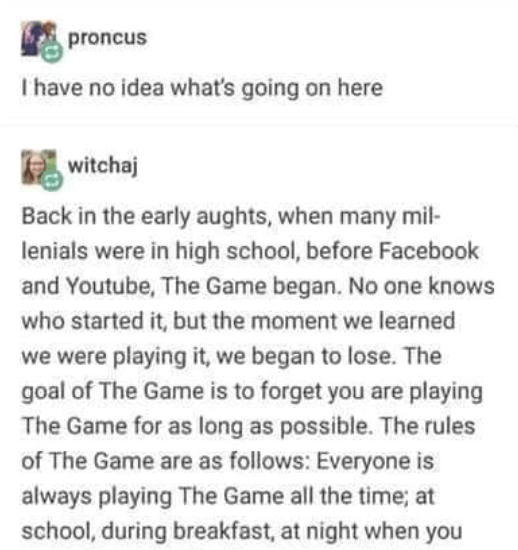 proncus
I have no idea what's going on here
witchaj
Back in the early aughts, when many mil-
lenials were in high school, before Facebook
and Youtube, The Game began. No one knows
who started it, but the moment we learned
we were playing it, we began to lose. The
goal of The Game is to forget you are playing
The Game for as long as possible. The rules
of The Game are as follows: Everyone is
always playing The Game all the time; at
school, during breakfast, at night when you